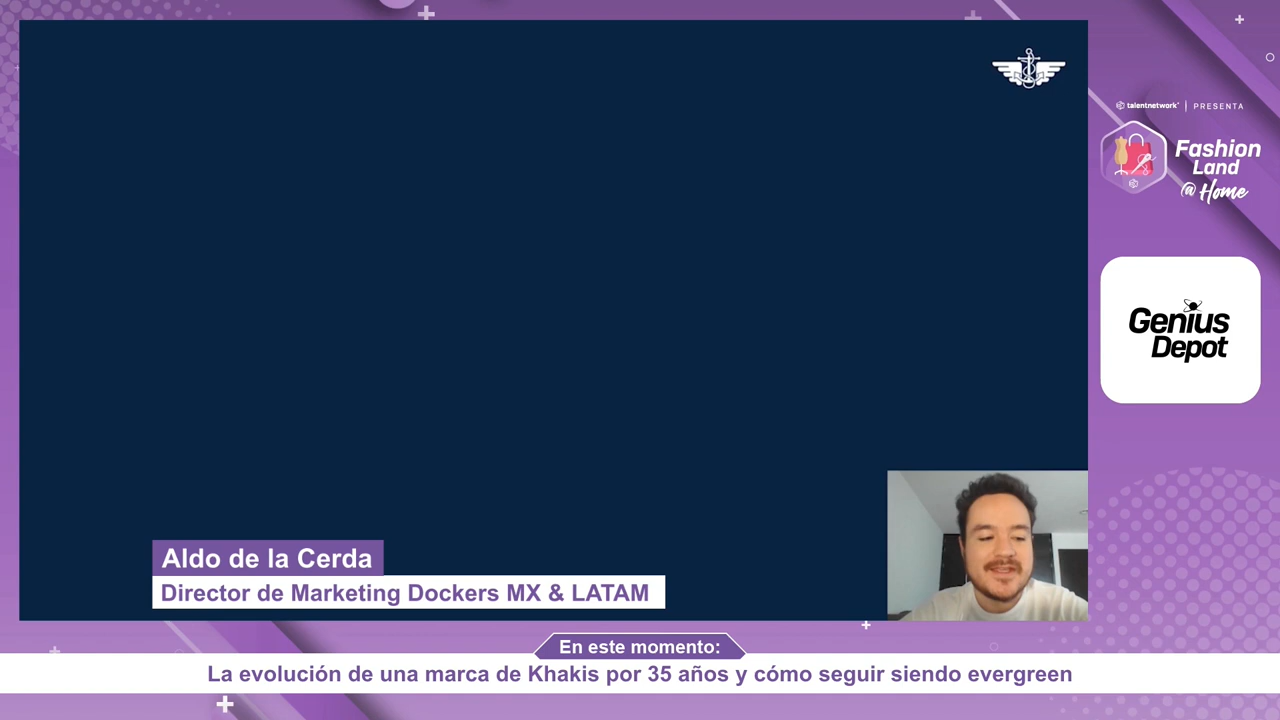 talentnetwork | PRESENTA
Fashion
Land
@ Home
Genius
Depot
Aldo de la Cerda
Director de Marketing Dockers MX & LATAM
En este momento:
La evolución de una marca de Khakis por 35 años y cómo seguir siendo evergreen